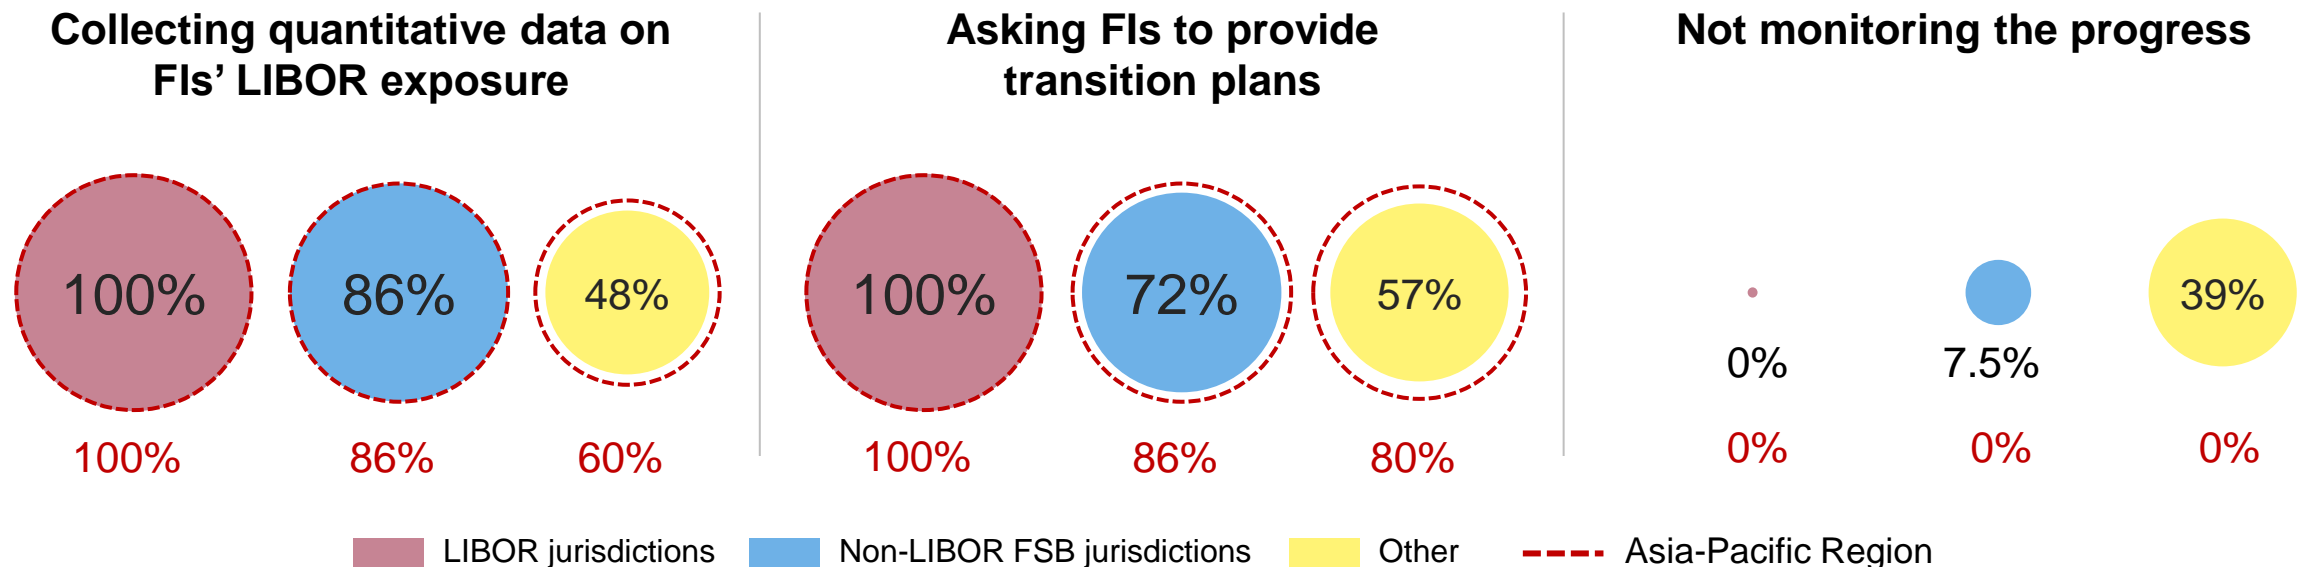 Collecting quantitative data on
FIs’ LIBOR exposure
100%
86%
48%
100%
86%
60%
Asking FIs to provide
transition plans
100%
72%
57%
100%
86%
80%
Not monitoring the progress
0%
7.5%
39%
0%
0%
0%
LIBOR jurisdictions
Non-LIBOR FSB jurisdictions
Other
Asia-Pacific Region